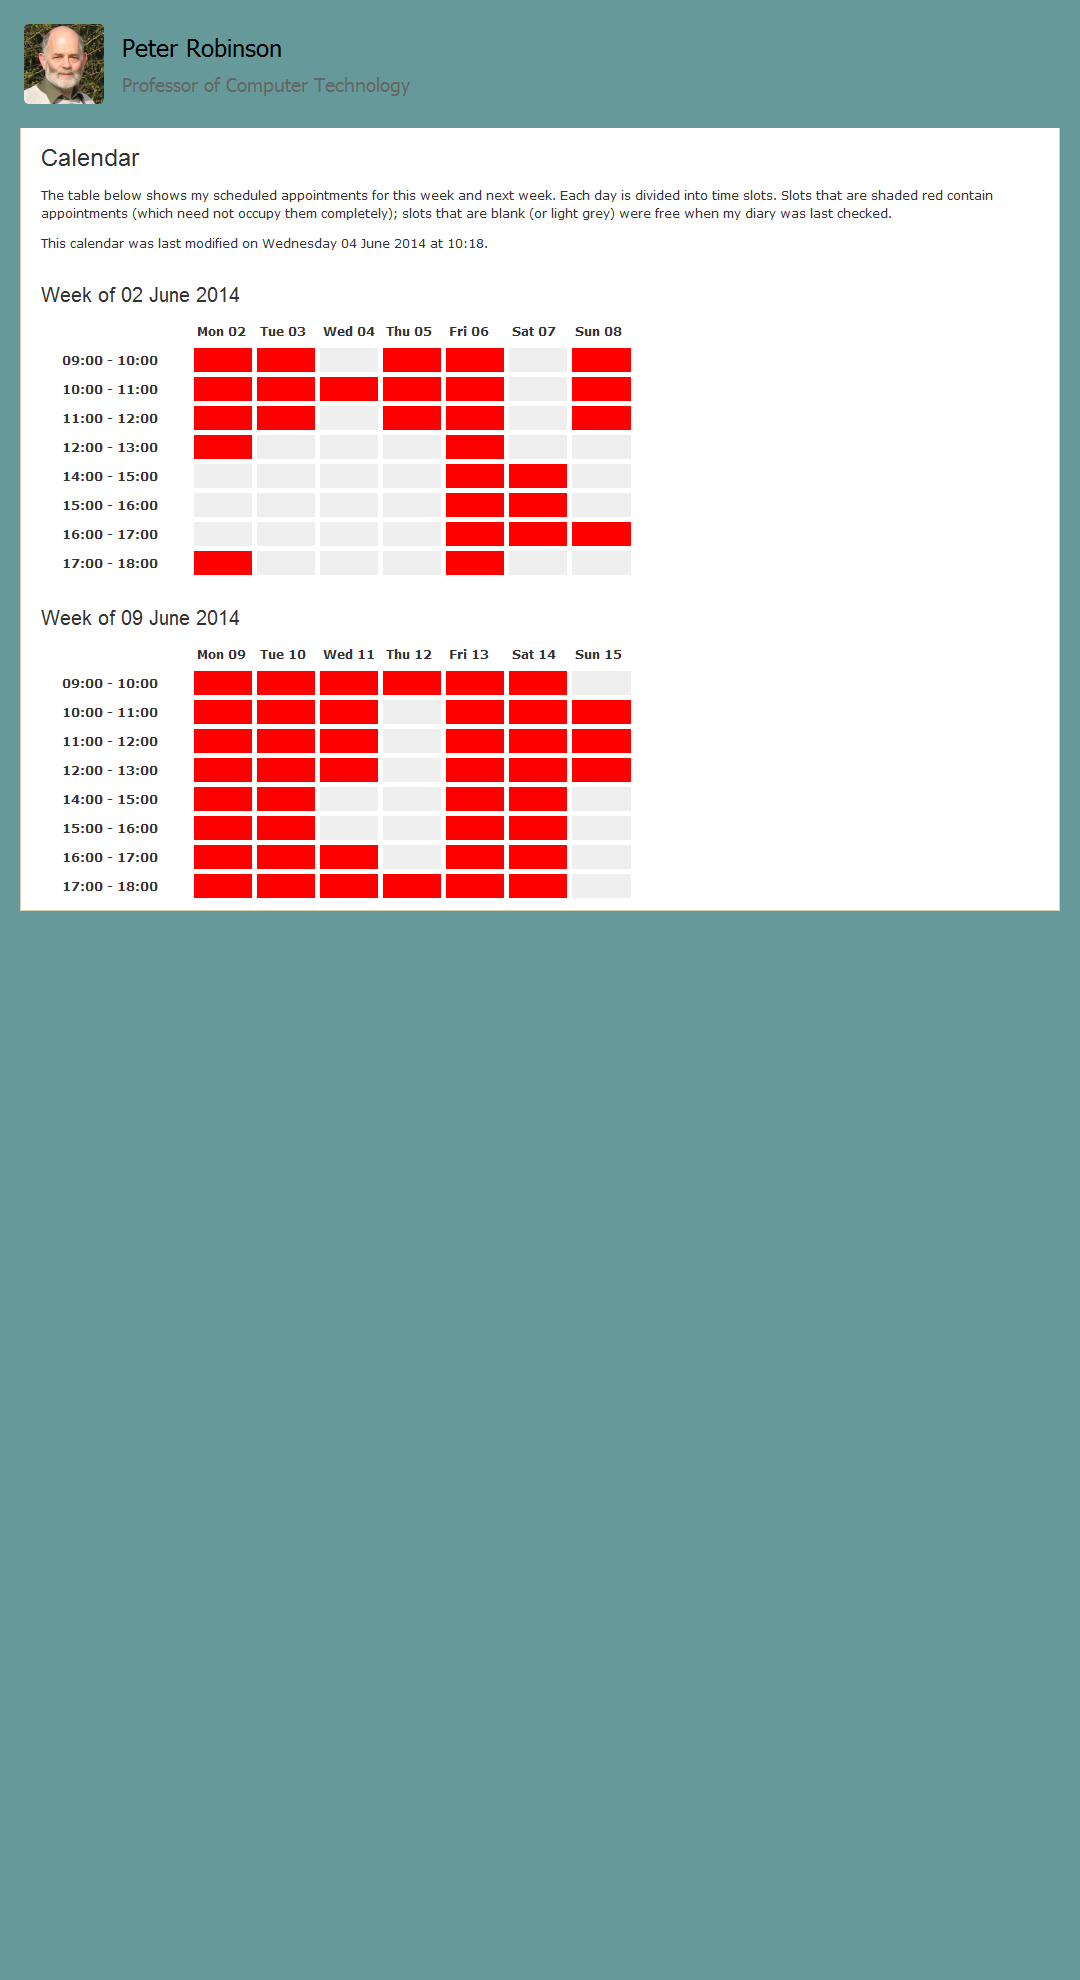 Peter Robinson
Professor of Computer Technology
Calendar
The table below shows my scheduled appointments for this week and next week. Each day is divided into time slots. Slots that are shaded red contain
appointments (which need not occupy them completely); slots that are blank (or light grey) were free when my diary was last checked.
This calendar was last modified on Wednesday 04 June 2014 at 10:18.
Week of 02 June 2014
Mon 02 Tue 03 Wed 04 Thu 05 Fri 06 Sat 07 Sun 08
09:00 - 10:00
10:00 - 11:00
11:00 - 12:00
12:00 - 13:00
14:00 - 15:00
15:00 - 16:00
16:00 - 17:00
17:00 - 18:00
Week of 09 June 2014
Mon 09 Tue 10 Wed 11 Thu 12 Fri 13 Sat 14 Sun 15
09:00 - 10:00
10:00 - 11:00
11:00 - 12:00
12:00 - 13:00
14:00 - 15:00
15:00 - 16:00
16:00 - 17:00
17:00 - 18:00